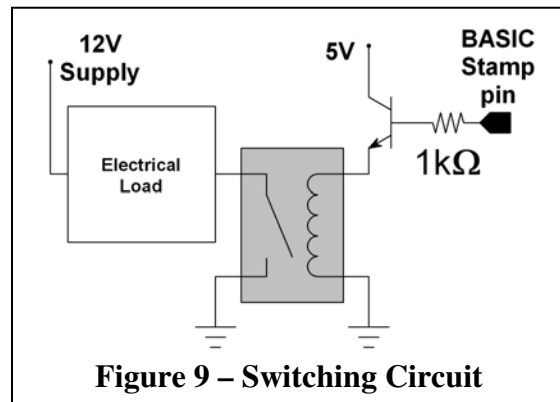 12V
Supply
5V
BASIC
Stamp
pin
Electrical
Load
1kΩ
Figure 9 – Switching Circuit